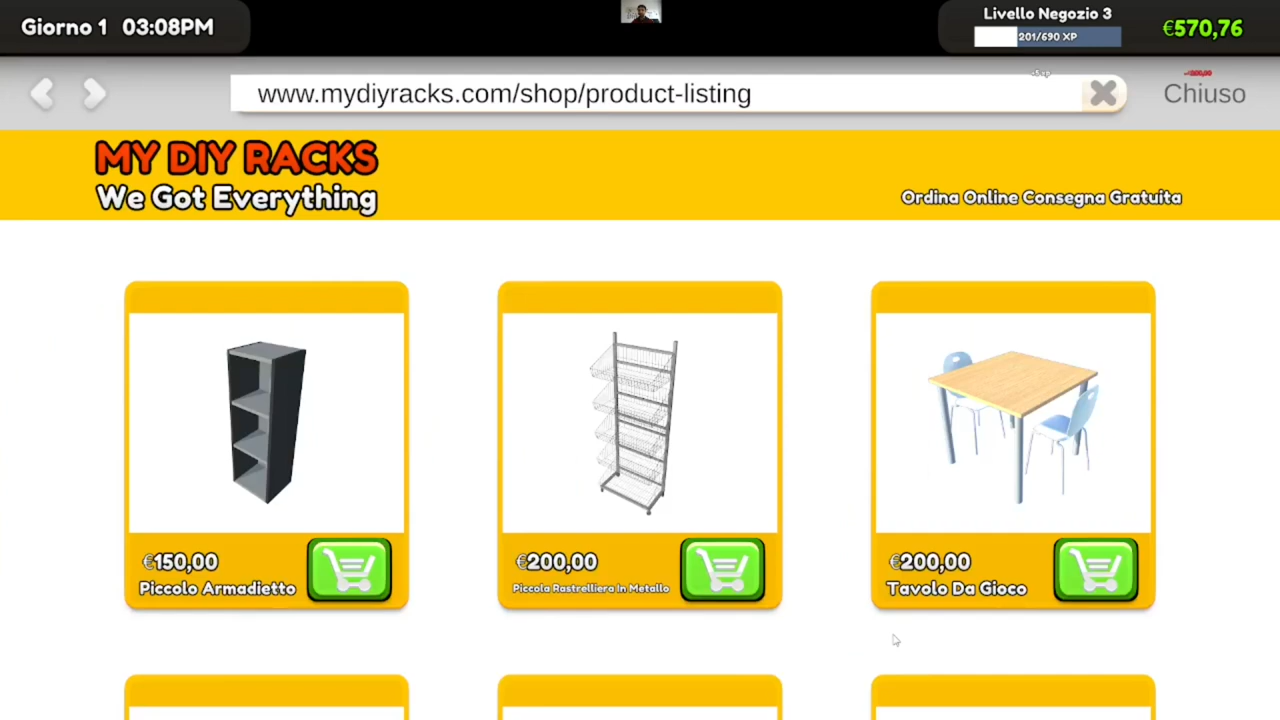 Giorno 1 03:08PM
Livello Negozio 3
201/690 XP
€570,76
www.mydiyracks.com/shop/product-listing
Chiuso
MY DIY RACKS
We Got Everything
Ordina Online Consegna Gratuita
€150,00
Piccolo Armadietto
€200,00
Piccola Rastrelliera In Metallo
€200,00
Tavolo Da Gioco